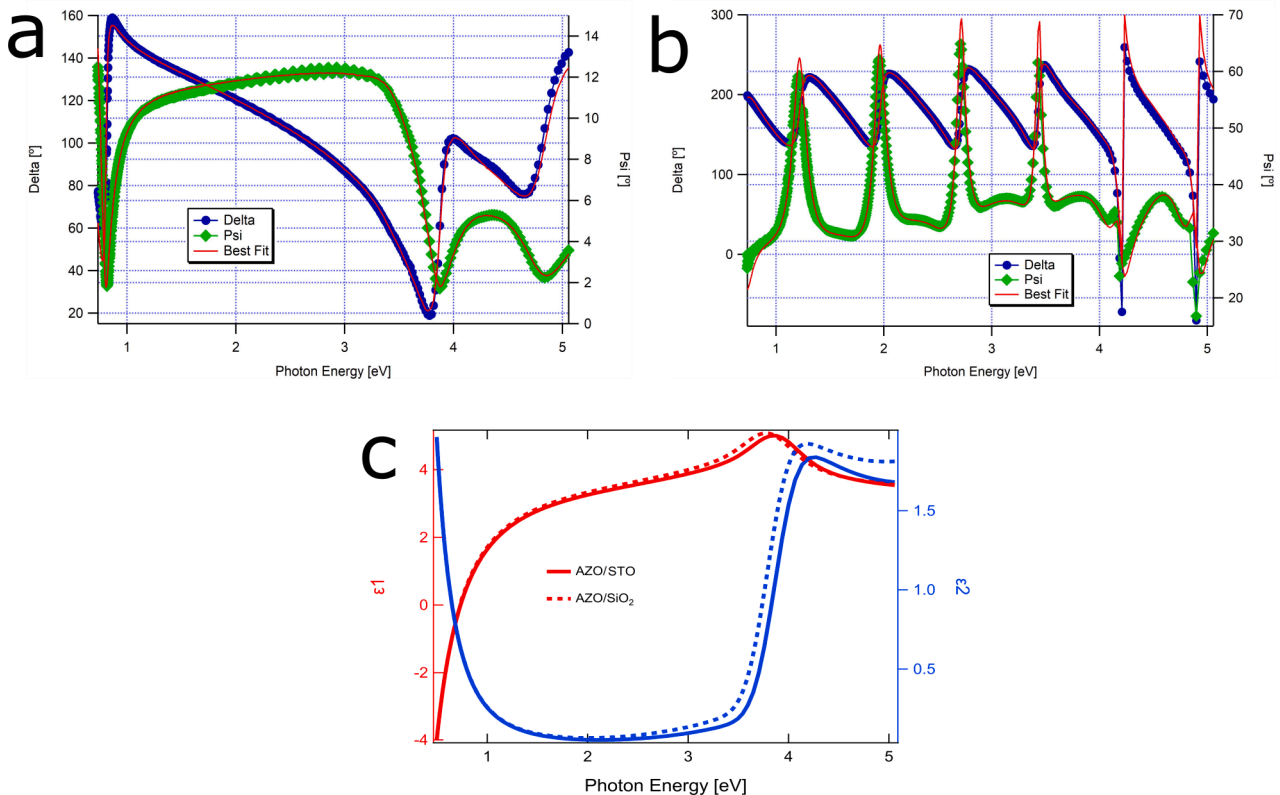 a
160
140
120
100
80
60
40
20
Delta [º]
14
12
10
8
6
4
2
0
Psi [º]
Delta
Psi
Best Fit
1
2
3
4
5
Photon Energy [eV]
b
300
200
100
0
Delta [º]
70
60
50
40
30
20
Psi [º]
Delta
Psi
Best Fit
1
2
3
4
5
Photon Energy [eV]
c
4
2
0
-2
-4
ε1
1.5
1.0
0.5
ε2
AZO/STO
AZO/SiO₂
1
2
3
4
5
Photon Energy [eV]